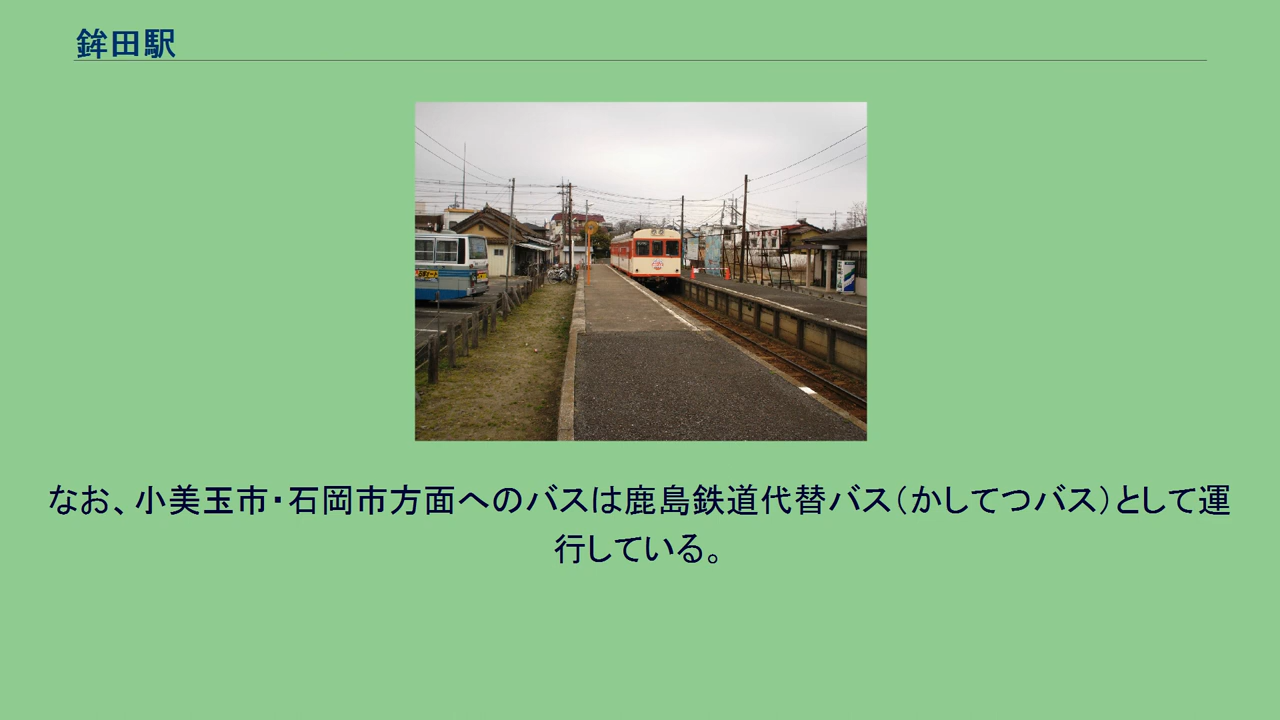 鉾田駅
なお、小美玉市・石岡市方面へのバスは鹿島鉄道代替バス（かしてつバス）として運
行している。